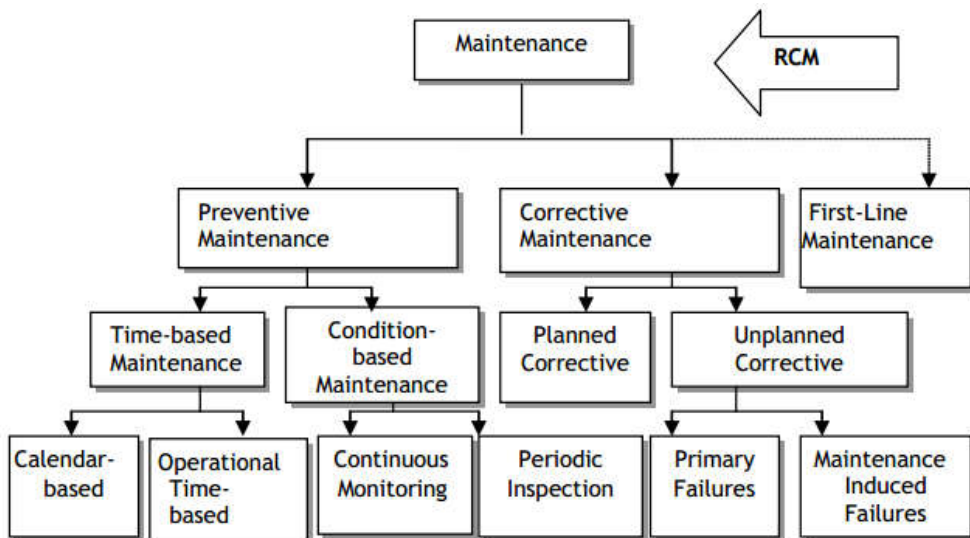 Maintenance
RCM
Preventive
Maintenance
Corrective
Maintenance
First-Line
Maintenance
Time-based
Maintenance
Condition-
based
Maintenance
Planned
Corrective
Unplanned
Corrective
Calendar-
based
Operational
Time-
based
Continuous
Monitoring
Periodic
Inspection
Primary
Failures
Maintenance
Induced
Failures